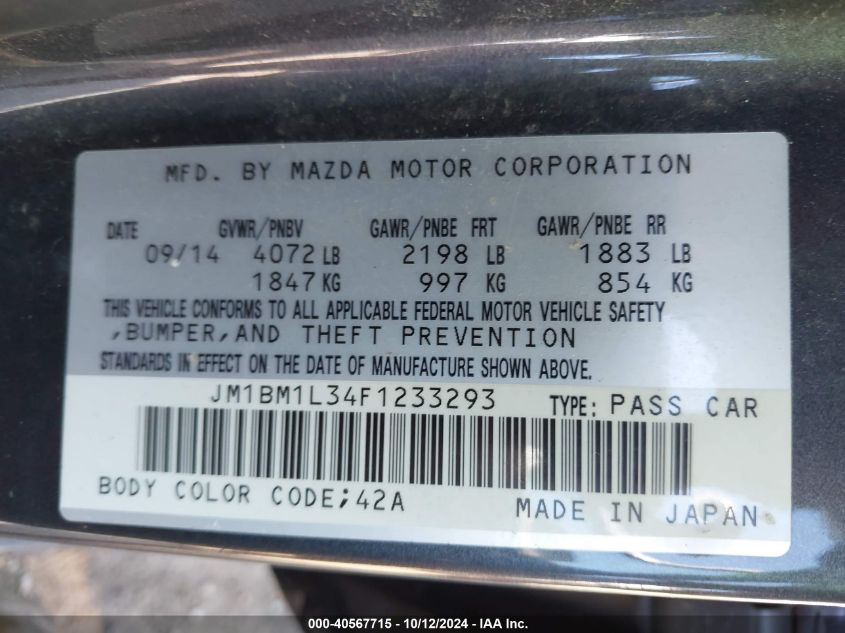 MFD. BY MAZDA MOTOR CORPORATION
DATE GVWR/PNBV GAWR/PNBE FRT GAWR/PNBE RR
09/14 4072 LB 2198 LB 1883 LB
1847 KG 997 KG 854 KG
THIS VEHICLE CONFORMS TO ALL APPLICABLE FEDERAL MOTOR VEHICLE SAFETY
,BUMPER,AND THEFT PREVENTION
STANDARDS IN EFFECT ON THE DATE OF MANUFACTURE SHOWN ABOVE.
JM1BM1L34F1233293 TYPE: PASS CAR
BODY COLOR CODE;42A MADE IN JAPAN
000-40567715 - 10/12/2024 - IAA Inc.